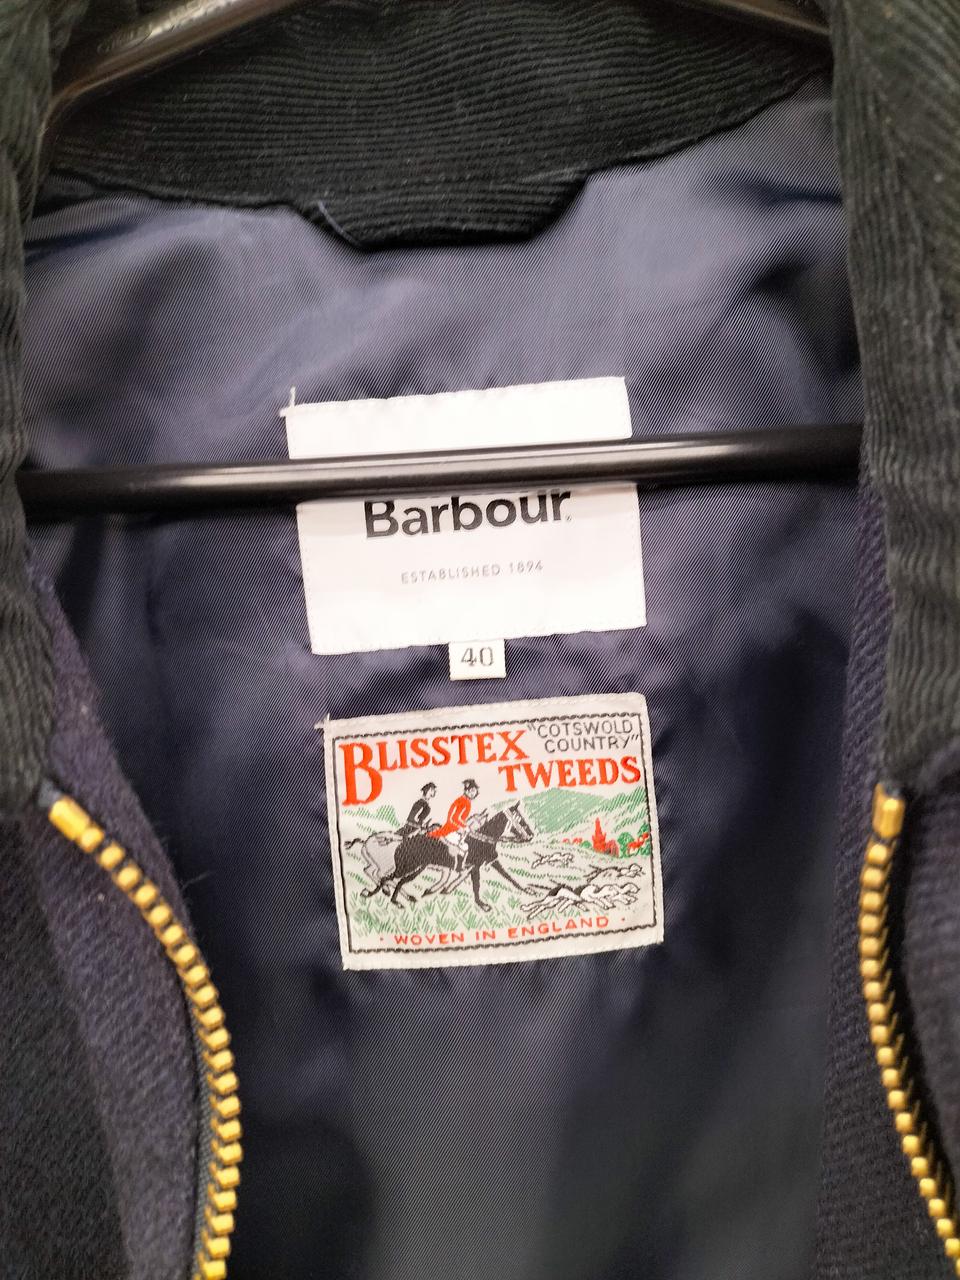 Barbour
ESTABLISHED 1894
40
"COTSWOLD
COUNTRY"
BLISSTEX
TWEEDS
· WOVEN IN ENGLAND ·